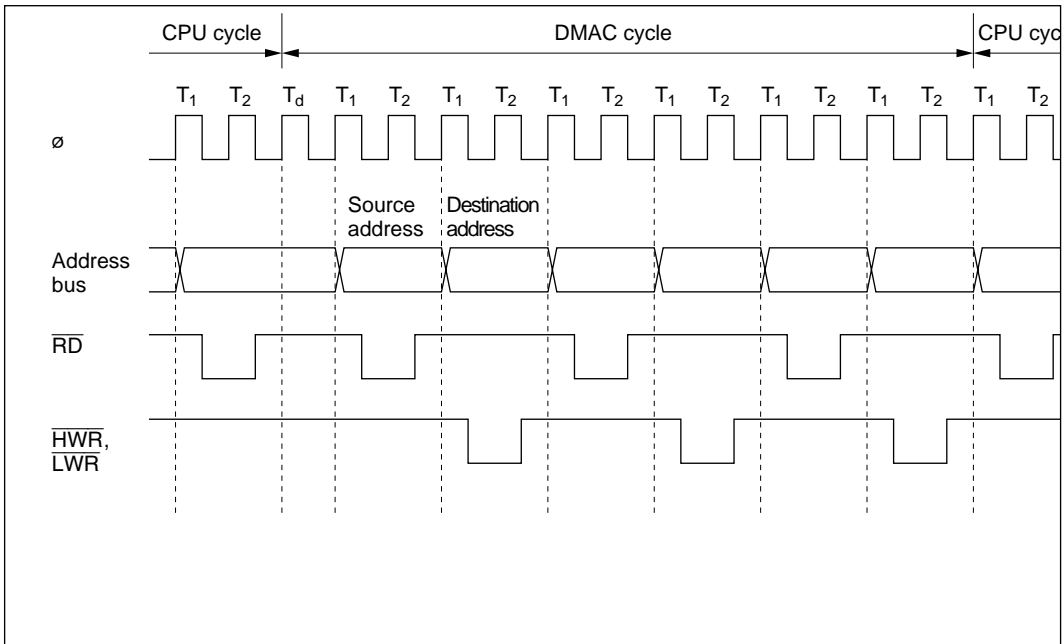 CPU cycle DMAC cycle CPU cyc
T₁ T₂ T_d T₁ T₂ T₁ T₂ T₁ T₂ T₁ T₂ T₁ T₂ T₁ T₂ T₁ T₂
ø
Source address
Destination address
Address
bus
RD
HWR,
LWR